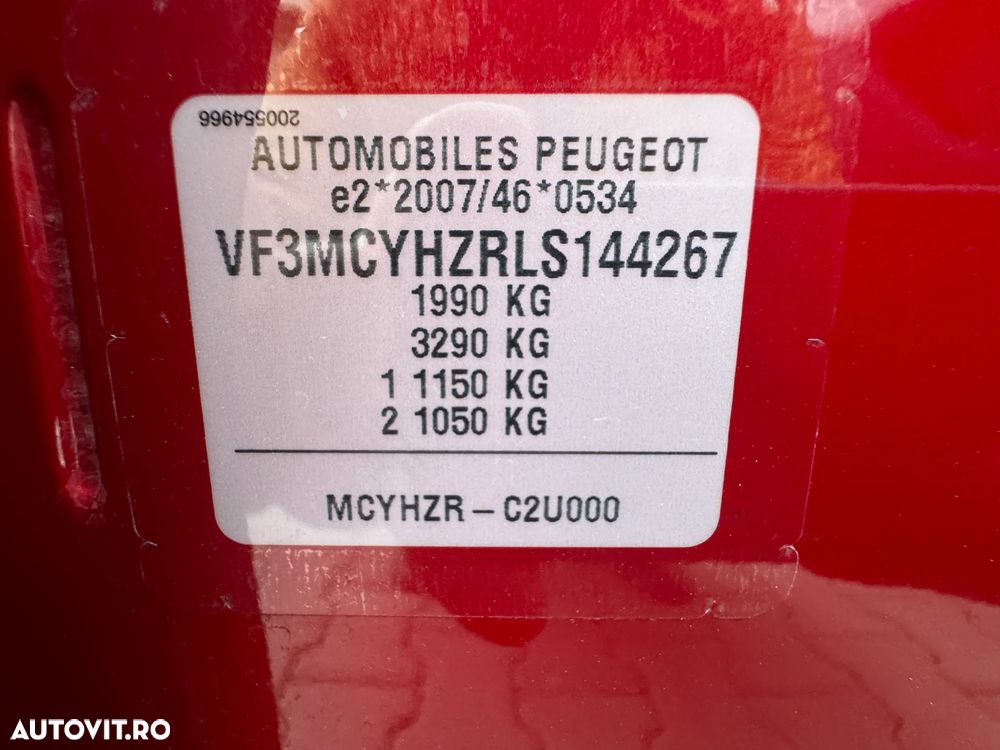 200554966
AUTOMOBILES PEUGEOT
e2*2007/46*0534
VF3MCYHZRLS144267
1990 KG
3290 KG
1 1150 KG
2 1050 KG
MCYHZR – C2U000
AUTOVIT.RO